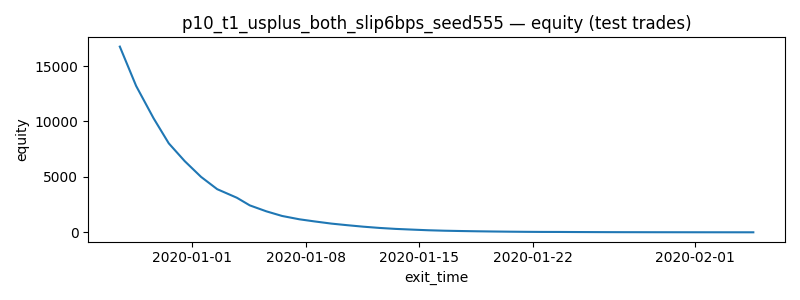 p10_t1_usplus_both_slip6bps_seed555 — equity (test trades)
equity
15000
10000
5000
0
2020-01-01 2020-01-08 2020-01-15 2020-01-22 2020-02-01
exit_time